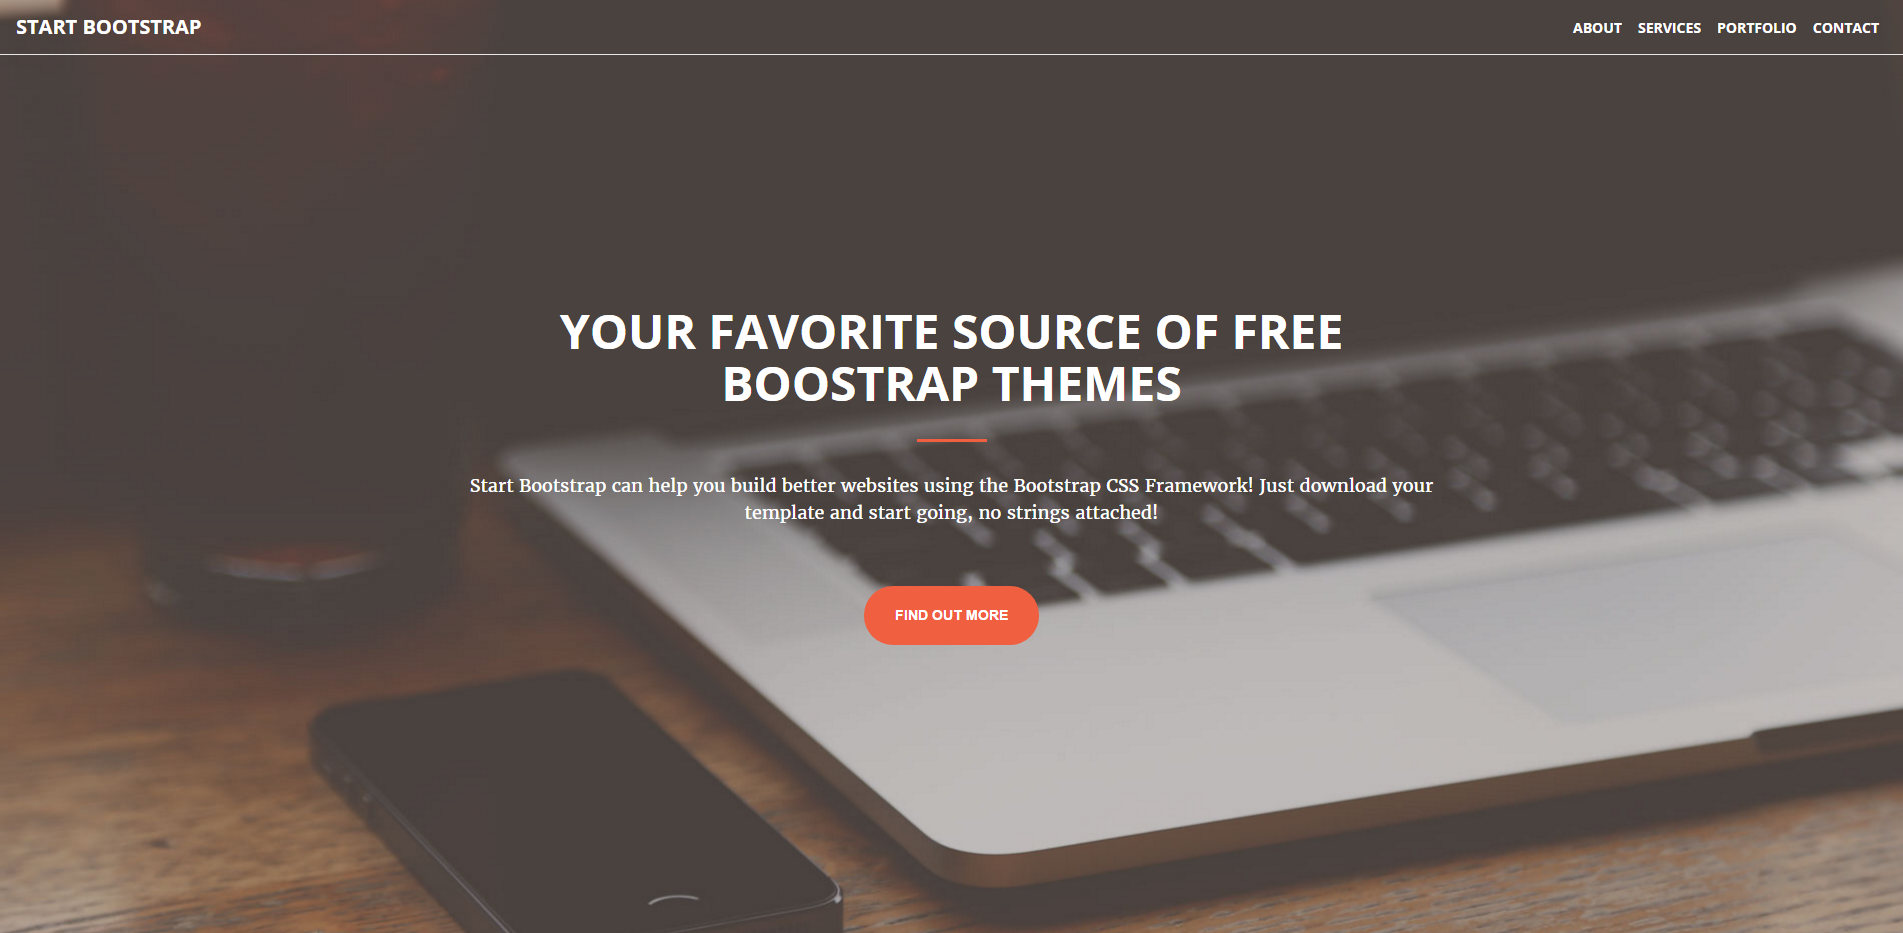 START BOOTSTRAP
ABOUT SERVICES PORTFOLIO CONTACT
YOUR FAVORITE SOURCE OF FREE
BOOSTRAP THEMES
Start Bootstrap can help you build better websites using the Bootstrap CSS Framework! Just download your
template and start going, no strings attached!
FIND OUT MORE